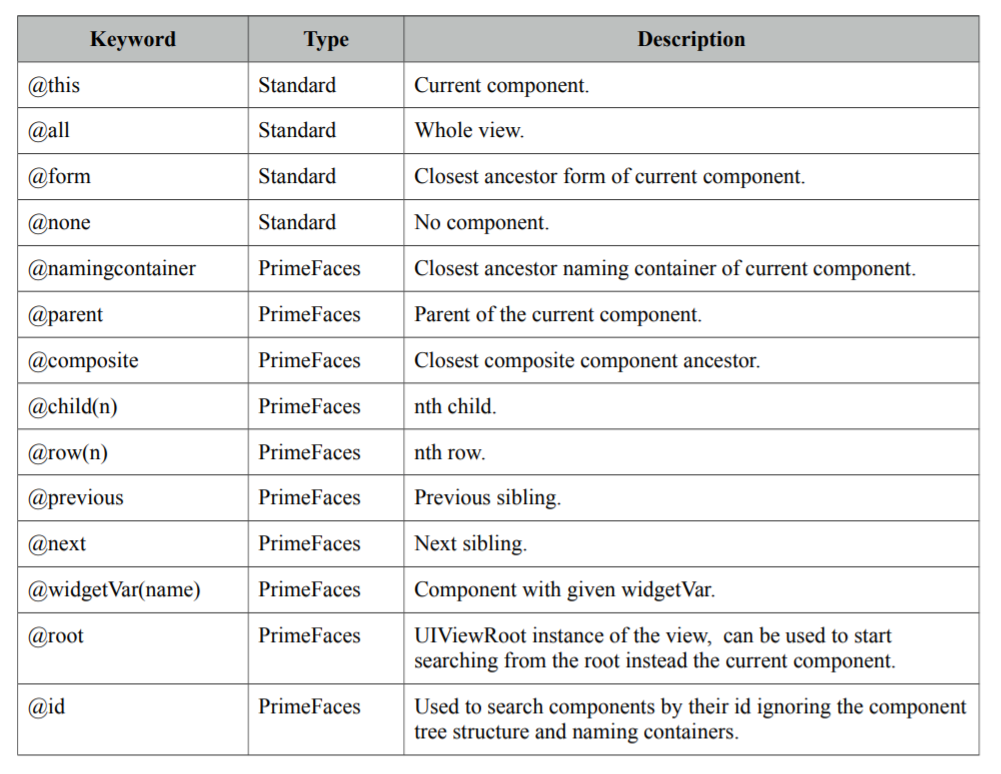 Keyword Type Description
@this Standard Current component.
@all Standard Whole view.
@form Standard Closest ancestor form of current component.
@none Standard No component.
@namingcontainer PrimeFaces Closest ancestor naming container of current component.
@parent PrimeFaces Parent of the current component.
@composite PrimeFaces Closest composite component ancestor.
@child(n) PrimeFaces nth child.
@row(n) PrimeFaces nth row.
@previous PrimeFaces Previous sibling.
@next PrimeFaces Next sibling.
@widgetVar(name) PrimeFaces Component with given widgetVar.
@root PrimeFaces UIViewRoot instance of the view, can be used to start
searching from the root instead the current component.
@id PrimeFaces Used to search components by their id ignoring the component
tree structure and naming containers.